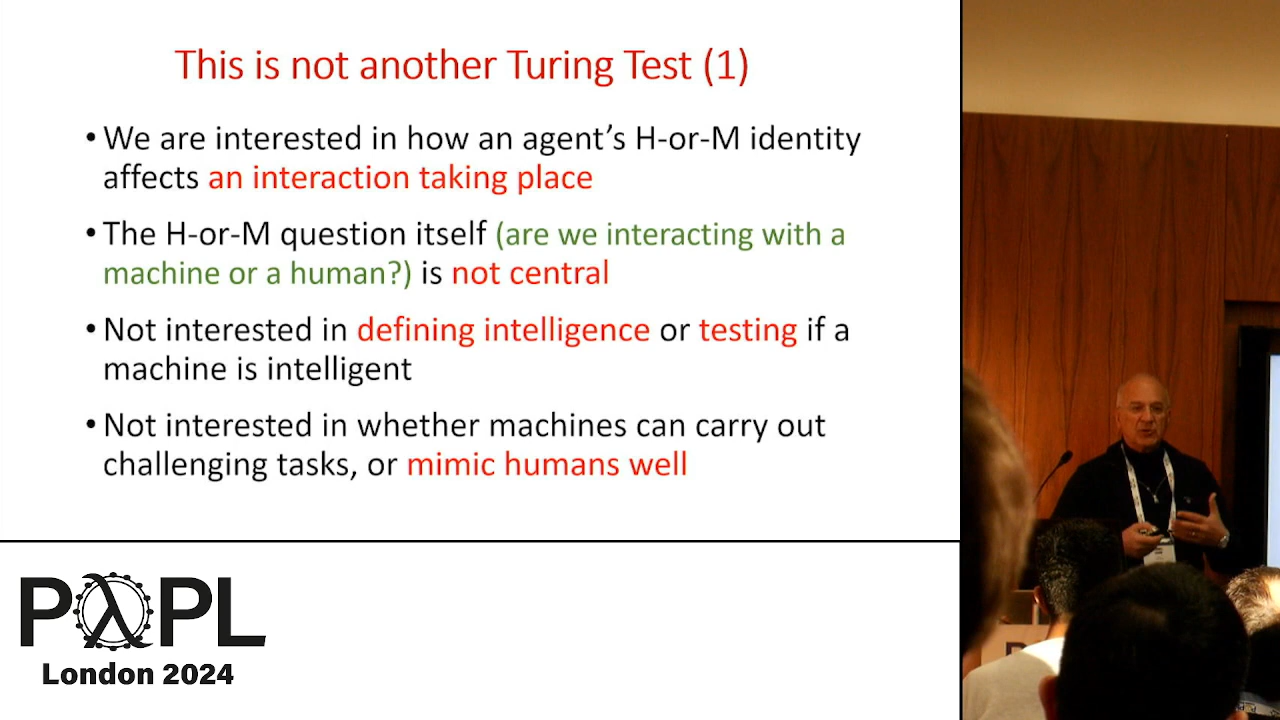 This is not another Turing Test (1)
• We are interested in how an agent’s H-or-M identity
affects an interaction taking place
• The H-or-M question itself (are we interacting with a
machine or a human?) is not central
• Not interested in defining intelligence or testing if a
machine is intelligent
• Not interested in whether machines can carry out
challenging tasks, or mimic humans well
PλPL
London 2024